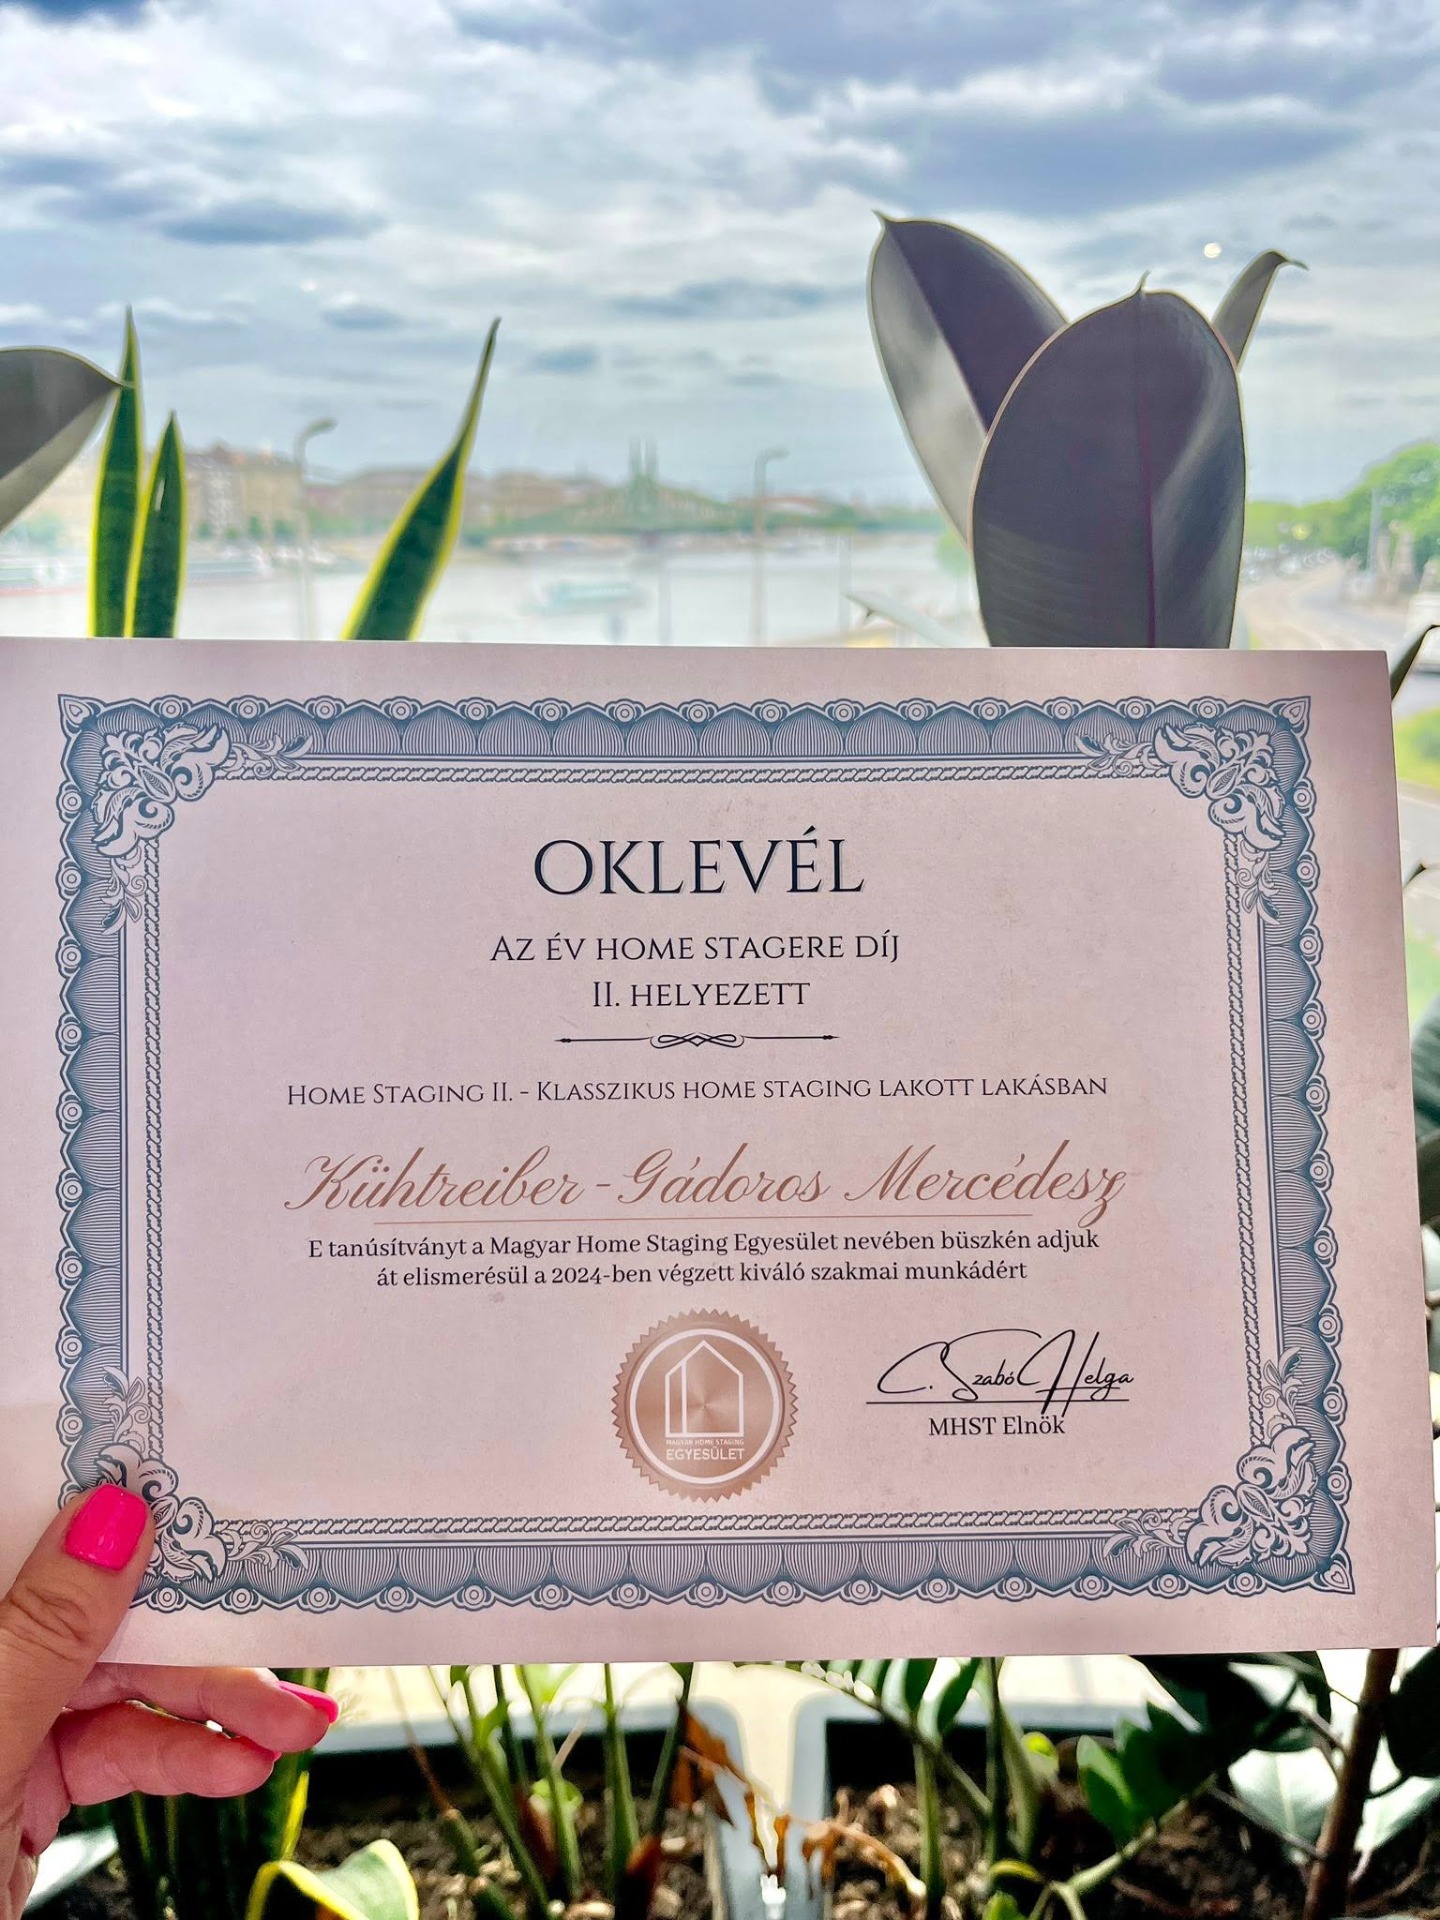 OKLEVÉL
AZ ÉV HOME STAGERE DÍJ
II. HELYEZETT
HOME STAGING II. - KLASSZIKUS HOME STAGING LAKOTT LAKÁSBAN
Kühtreiber-Gádoros Mercédesz
E tanúsítványt a Magyar Home Staging Egyesület nevében büszkén adjuk
át elismerésül a 2024-ben végzett kiváló szakmai munkádért
C. Szabó Helga
MHST Elnök
MAGYAR HOME STAGING
EGYESÜLET